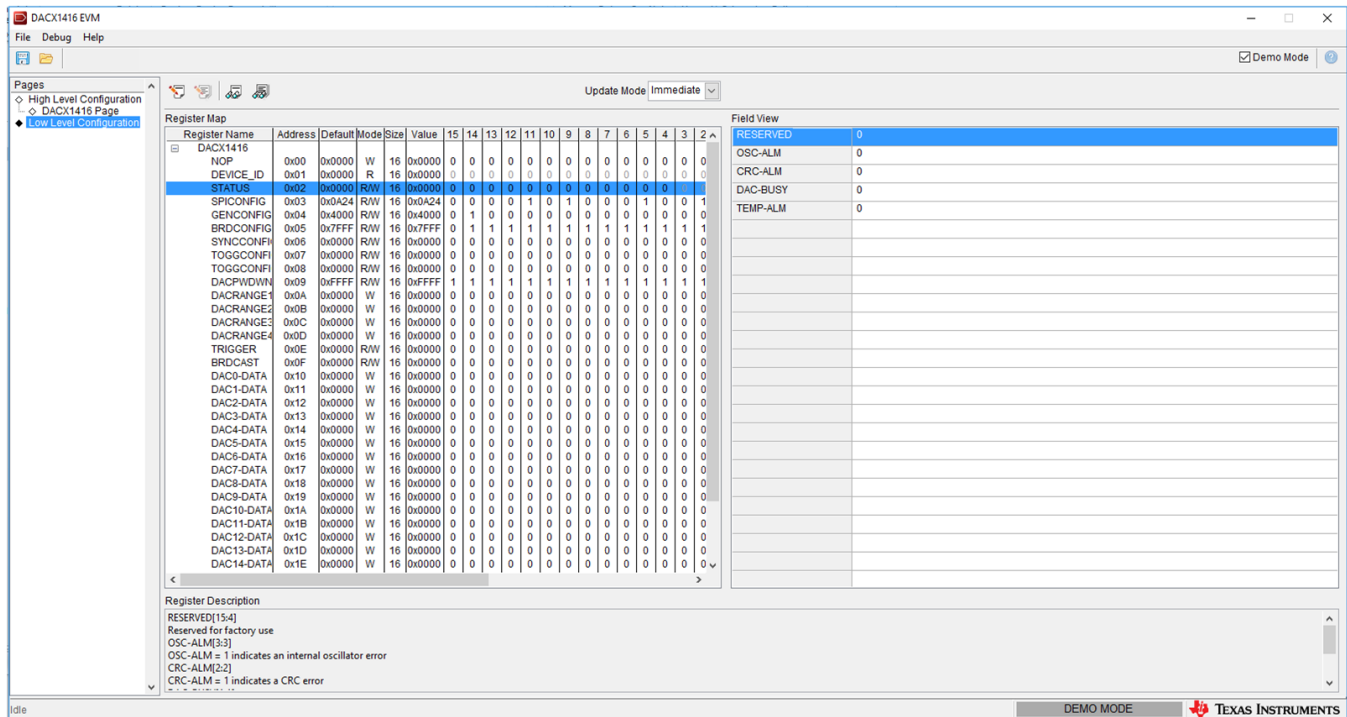 DACX1416 EVM
File Debug Help
Demo Mode
Pages
High Level Configuration
DACX1416 Page
Low Level Configuration
Update Mode Immediate
Register Map
Register Name Address Default Mode Size Value 15 14 13 12 11 10 9 8 7 6 5 4 3 2
DACX1416
NOP 0x00 0x0000 W 16 0x0000 0 0 0 0 0 0 0 0 0 0 0 0 0 0
DEVICE_ID 0x01 0x0000 R 16 0x0000 0 0 0 0 0 0 0 0 0 0 0 0 0 0
STATUS 0x02 0x0000 R/W 16 0x0000 0 0 0 0 0 0 0 0 0 0 0 0 0
SPICONFIG 0x03 0x0A24 R/W 16 0x0A24 0 0 0 0 1 0 1 0 0 0 1 0 0 1
GENCONFIG 0x04 0x4000 R/W 16 0x4000 0 1 0 0 0 0 0 0 0 0 0 0 0 0
BRDCONFIG 0x05 0x7FFF R/W 16 0x7FFF 0 1 1 1 1 1 1 1 1 1 1 1 1 1
SYNCCONFI 0x06 0x0000 R/W 16 0x0000 0 0 0 0 0 0 0 0 0 0 0 0 0 0
TOGGCONFI 0x07 0x0000 R/W 16 0x0000 0 0 0 0 0 0 0 0 0 0 0 0 0 0
TOGGCONFI 0x08 0x0000 R/W 16 0x0000 0 0 0 0 0 0 0 0 0 0 0 0 0 0
DACPWDWN 0x09 0xFFFF R/W 16 0xFFFF 1 1 1 1 1 1 1 1 1 1 1 1 1 1
DACRANGE1 0x0A 0x0000 W 16 0x0000 0 0 0 0 0 0 0 0 0 0 0 0 0 0
DACRANGE2 0x0B 0x0000 W 16 0x0000 0 0 0 0 0 0 0 0 0 0 0 0 0 0
DACRANGE3 0x0C 0x0000 W 16 0x0000 0 0 0 0 0 0 0 0 0 0 0 0 0 0
DACRANGE4 0x0D 0x0000 W 16 0x0000 0 0 0 0 0 0 0 0 0 0 0 0 0 0
TRIGGER 0x0E 0x0000 R/W 16 0x0000 0 0 0 0 0 0 0 0 0 0 0 0 0 0
BRDCAST 0x0F 0x0000 R/W 16 0x0000 0 0 0 0 0 0 0 0 0 0 0 0 0 0
DAC0-DATA 0x10 0x0000 W 16 0x0000 0 0 0 0 0 0 0 0 0 0 0 0 0 0
DAC1-DATA 0x11 0x0000 W 16 0x0000 0 0 0 0 0 0 0 0 0 0 0 0 0 0
DAC2-DATA 0x12 0x0000 W 16 0x0000 0 0 0 0 0 0 0 0 0 0 0 0 0 0
DAC3-DATA 0x13 0x0000 W 16 0x0000 0 0 0 0 0 0 0 0 0 0 0 0 0 0
DAC4-DATA 0x14 0x0000 W 16 0x0000 0 0 0 0 0 0 0 0 0 0 0 0 0 0
DAC5-DATA 0x15 0x0000 W 16 0x0000 0 0 0 0 0 0 0 0 0 0 0 0 0 0
DAC6-DATA 0x16 0x0000 W 16 0x0000 0 0 0 0 0 0 0 0 0 0 0 0 0 0
DAC7-DATA 0x17 0x0000 W 16 0x0000 0 0 0 0 0 0 0 0 0 0 0 0 0 0
DAC8-DATA 0x18 0x0000 W 16 0x0000 0 0 0 0 0 0 0 0 0 0 0 0 0 0
DAC9-DATA 0x19 0x0000 W 16 0x0000 0 0 0 0 0 0 0 0 0 0 0 0 0 0
DAC10-DATA 0x1A 0x0000 W 16 0x0000 0 0 0 0 0 0 0 0 0 0 0 0 0 0
DAC11-DATA 0x1B 0x0000 W 16 0x0000 0 0 0 0 0 0 0 0 0 0 0 0 0 0
DAC12-DATA 0x1C 0x0000 W 16 0x0000 0 0 0 0 0 0 0 0 0 0 0 0 0 0
DAC13-DATA 0x1D 0x0000 W 16 0x0000 0 0 0 0 0 0 0 0 0 0 0 0 0 0
DAC14-DATA 0x1E 0x0000 W 16 0x0000 0 0 0 0 0 0 0 0 0 0 0 0 0 0
Field View
RESERVED 0
OSC-ALM 0
CRC-ALM 0
DAC-BUSY 0
TEMP-ALM 0
Register Description
RESERVED[15:4]
Reserved for factory use
OSC-ALM[3:3]
OSC-ALM = 1 indicates an internal oscillator error
CRC-ALM[2:2]
CRC-ALM = 1 indicates a CRC error
Idle
DEMO MODE
TEXAS INSTRUMENTS